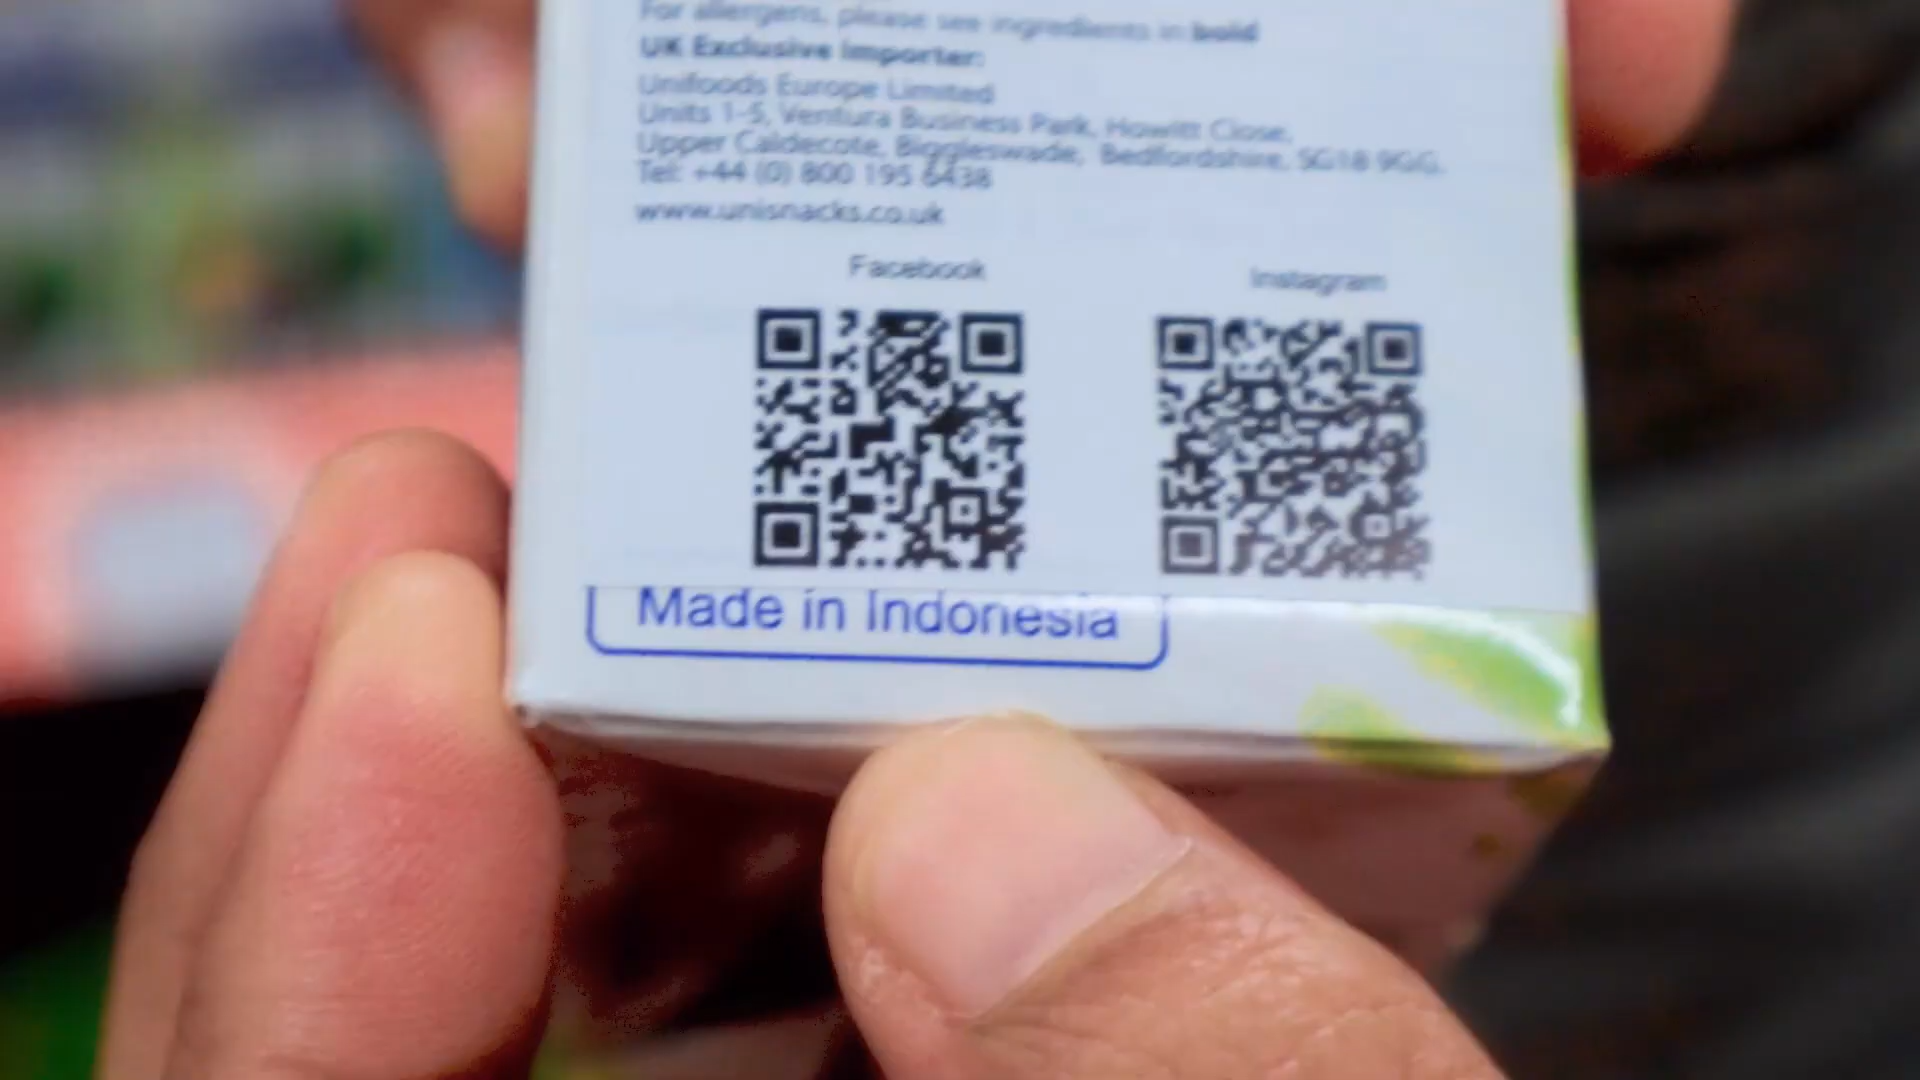 For allergens, please see ingredients in bold
UK Exclusive Importer:
Unifoods Europe Limited
Units 1-5, Ventura Business Park, Howitt Close,
Upper Caldecote, Biggleswade, Bedfordshire, SG18 9GG.
Tel: +44 (0) 800 195 6438
www.unisnacks.co.uk
Facebook
Instagram
Made in Indonesia